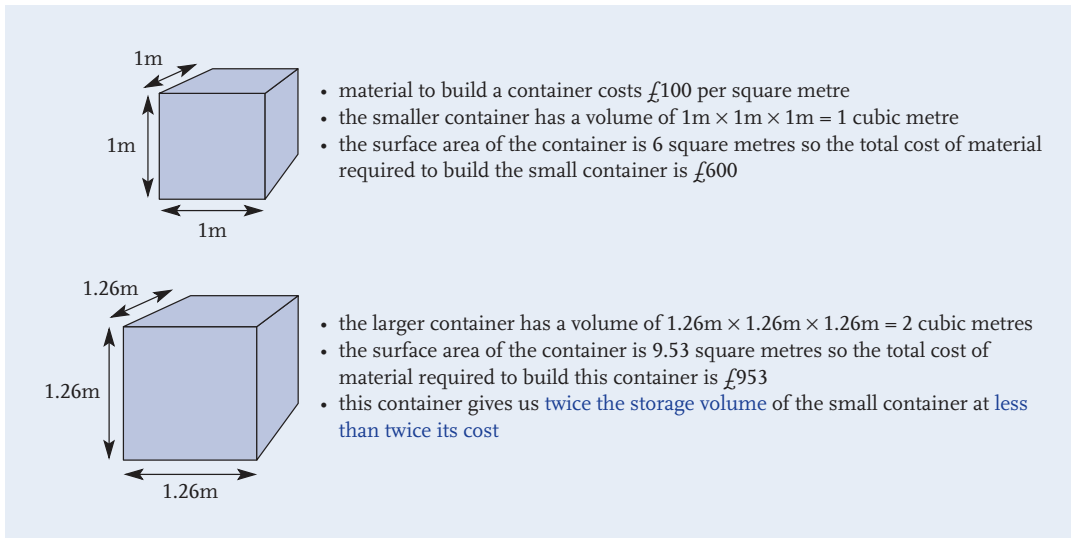 1m
1m
1m
• material to build a container costs £100 per square metre
• the smaller container has a volume of 1m × 1m × 1m = 1 cubic metre
• the surface area of the container is 6 square metres so the total cost of material
required to build the small container is £600
1.26m
1.26m
1.26m
• the larger container has a volume of 1.26m × 1.26m × 1.26m = 2 cubic metres
• the surface area of the container is 9.53 square metres so the total cost of
material required to build this container is £953
• this container gives us twice the storage volume of the small container at less
than twice its cost